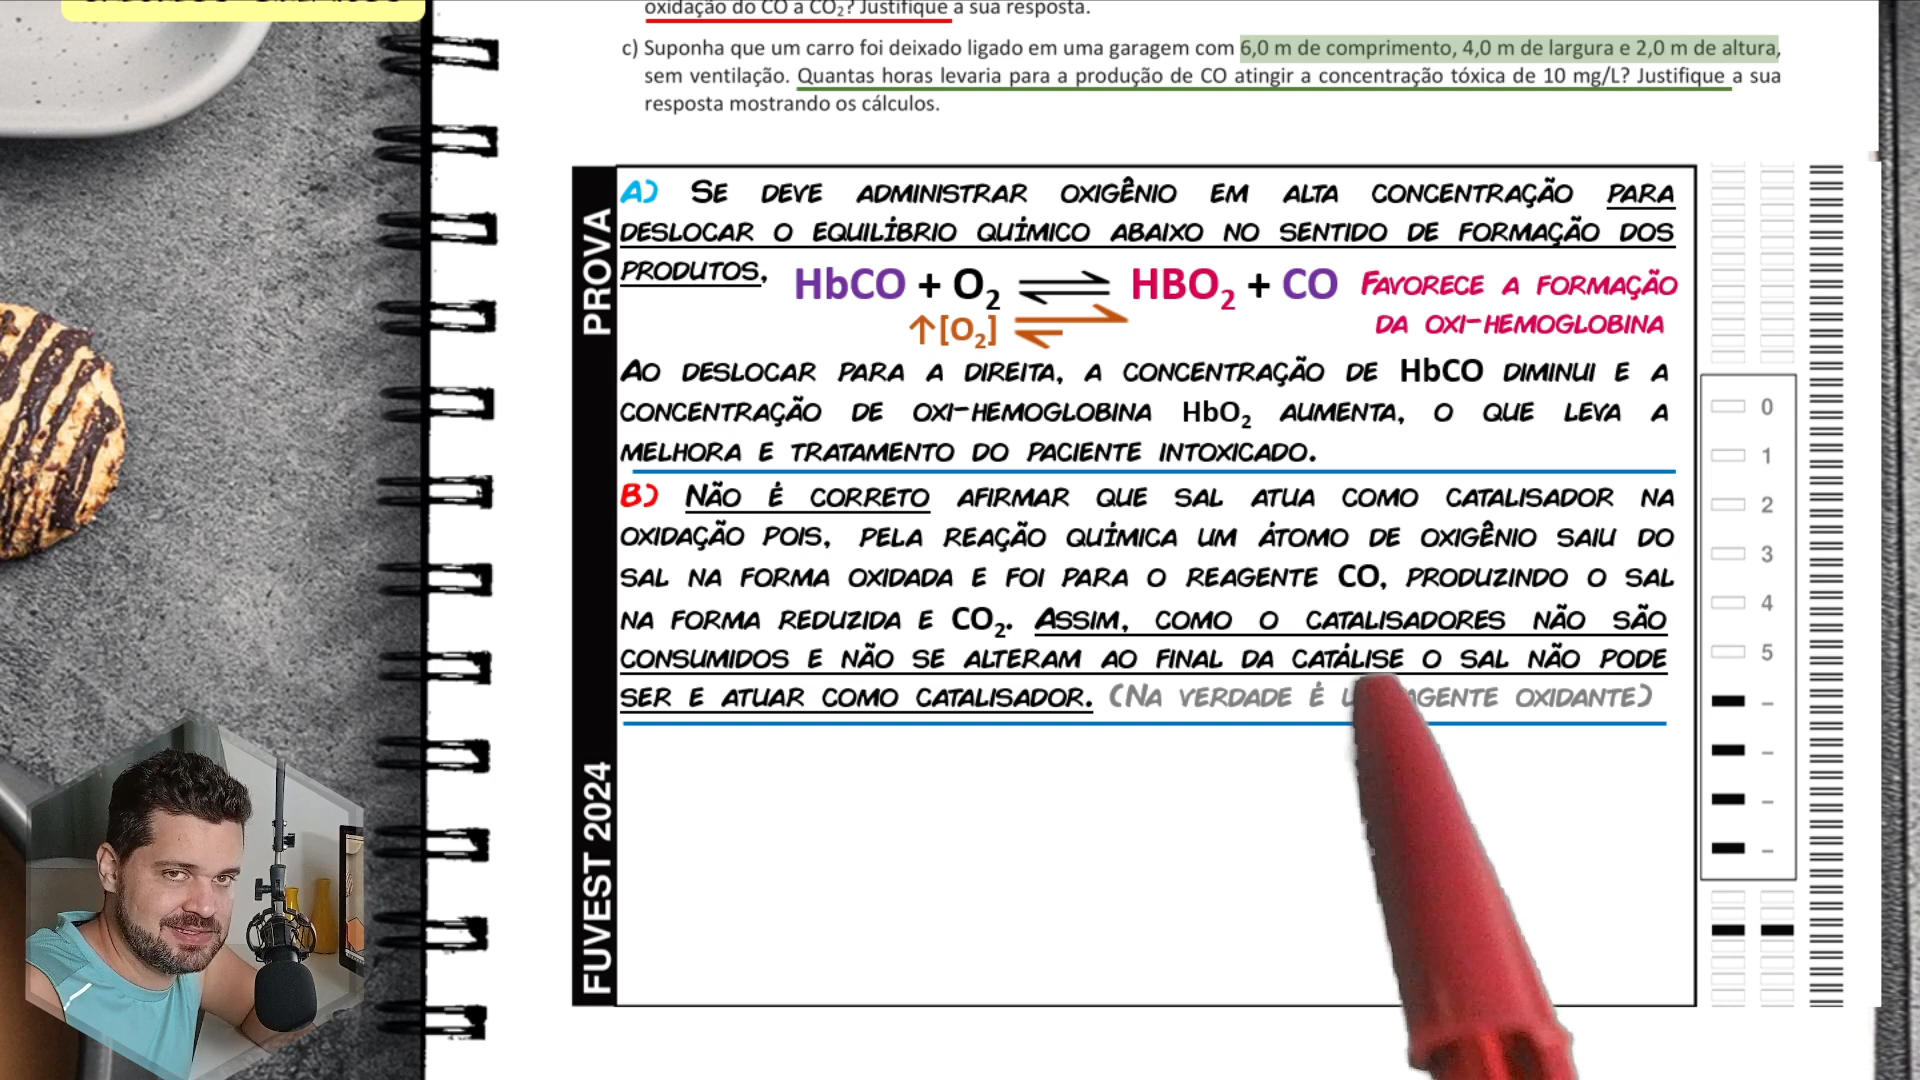 oxidação do CO a CO₂? Justifique a sua resposta.
c) Suponha que um carro foi deixado ligado em uma garagem com 6,0 m de comprimento, 4,0 m de largura e 2,0 m de altura,
sem ventilação. Quantas horas levaria para a produção de CO atingir a concentração tóxica de 10 mg/L? Justifique a sua
resposta mostrando os cálculos.
PROVA
FUVEST 2024
A) SE DEVE ADMINISTRAR OXIGÊNIO EM ALTA CONCENTRAÇÃO PARA
DESLOCAR O EQUILÍBRIO QUÍMICO ABAIXO NO SENTIDO DE FORMAÇÃO DOS
PRODUTOS, HbCO + O₂ ⇌ HBO₂ + CO FAVORECE A FORMAÇÃO
↑[O₂] DA OXI-HEMOGLOBINA
AO DESLOCAR PARA A DIREITA, A CONCENTRAÇÃO DE HbCO DIMINUI E A
CONCENTRAÇÃO DE OXI-HEMOGLOBINA HbO₂ AUMENTA, O QUE LEVA A
MELHORA E TRATAMENTO DO PACIENTE INTOXICADO.
B) NÃO É CORRETO AFIRMAR QUE SAL ATUA COMO CATALISADOR NA
OXIDAÇÃO POIS, PELA REAÇÃO QUÍMICA UM ÁTOMO DE OXIGÊNIO SAIU DO
SAL NA FORMA OXIDADA E FOI PARA O REAGENTE CO, PRODUZINDO O SAL
NA FORMA REDUZIDA E CO₂. ASSIM, COMO O CATALISADORES NÃO SÃO
CONSUMIDOS E NÃO SE ALTERAM AO FINAL DA CATÁLISE O SAL NÃO PODE
SER E ATUAR COMO CATALISADOR. (NA VERDADE É OXIDANTE)
0
1
2
3
4
5
–
–
–
–